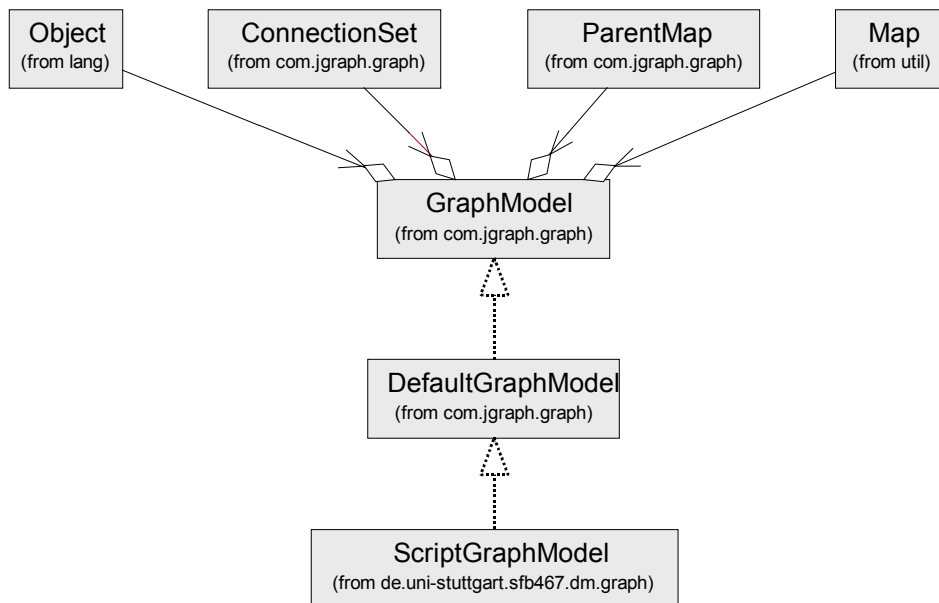 Object
(from lang)
ConnectionSet
(from com.jgraph.graph)
ParentMap
(from com.jgraph.graph)
Map
(from util)
GraphModel
(from com.jgraph.graph)
DefaultGraphModel
(from com.jgraph.graph)
ScriptGraphModel
(from de.uni-stuttgart.sfb467.dm.graph)